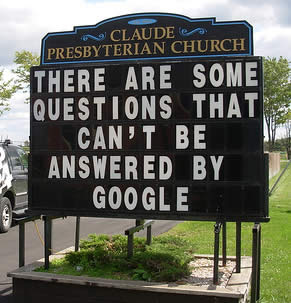 CLAUDE
PRESBYTERIAN CHURCH
THERE ARE SOME
QUESTIONS THAT
CAN'T BE
ANSWERED BY
GOOGLE